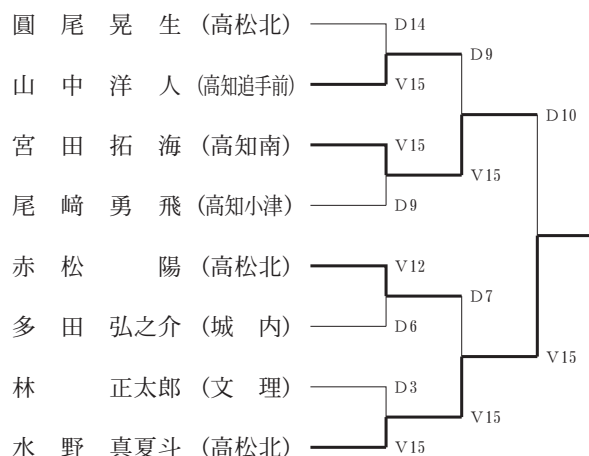 圓尾晃生 (高松北) D14
D9
山中洋人 (高知追手前) V15
D10
宮田拓海 (高知南) V15
V15
尾﨑勇飛 (高知小津) D9
赤松陽 (高松北) V12
D7
多田弘之介 (城内) D6
V15
林正太郎 (文理) D3
V15
水野真夏斗 (高松北) V15